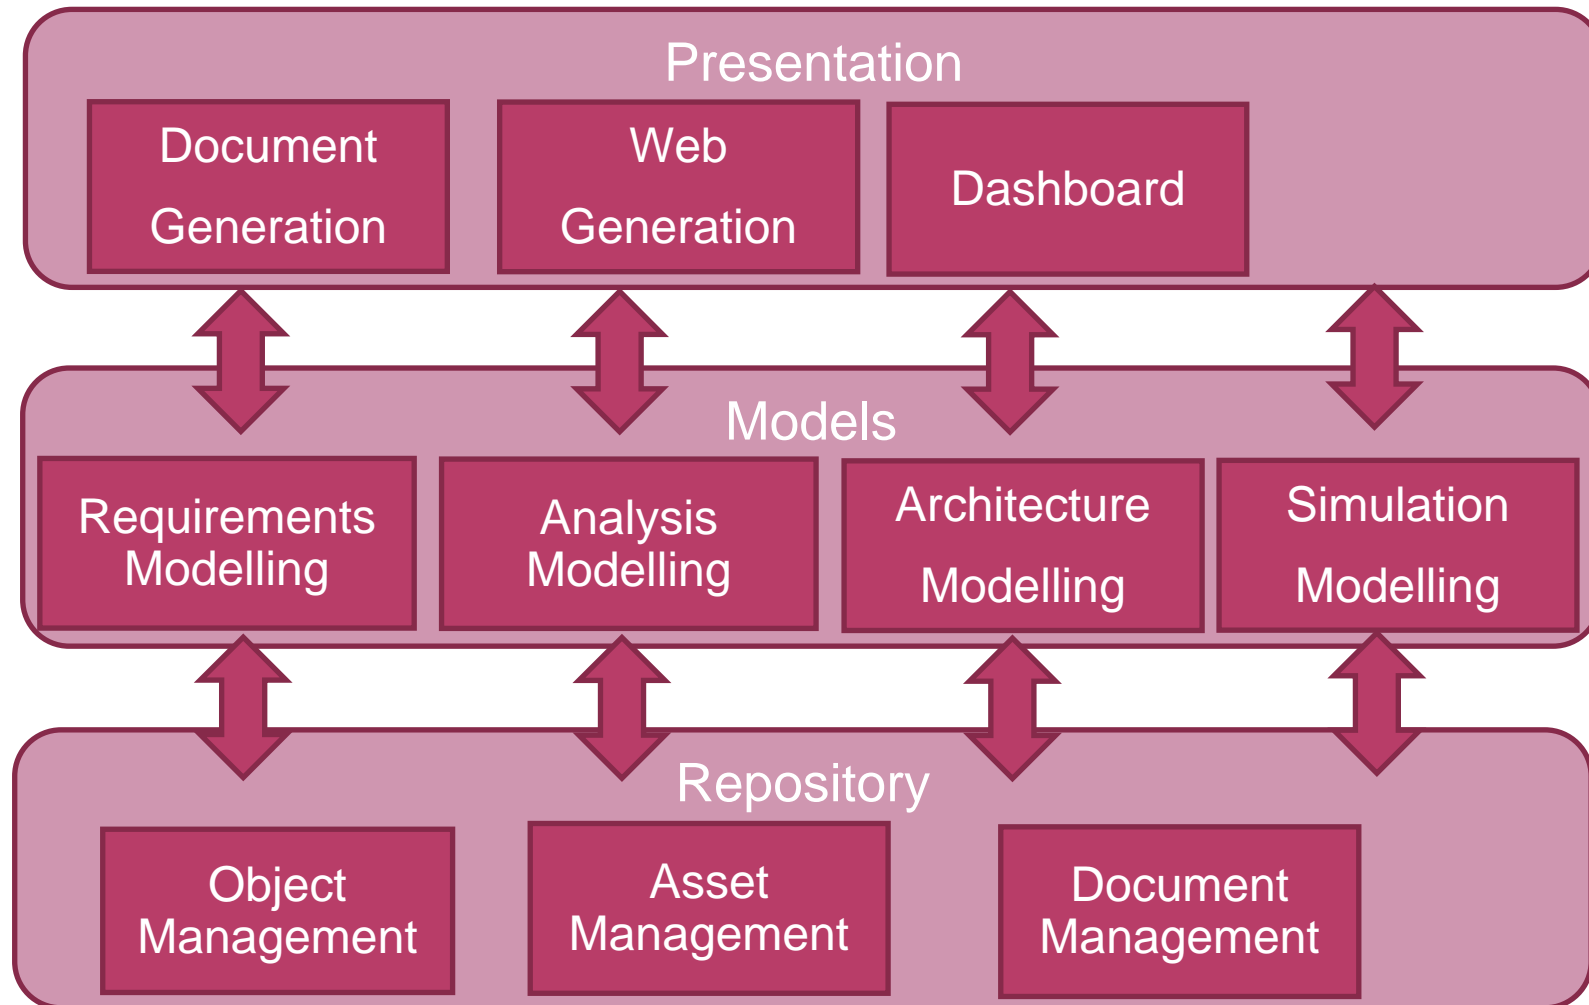 Presentation
Document
Generation
Web
Generation
Dashboard
Models
Requirements
Modelling
Analysis
Modelling
Architecture
Modelling
Simulation
Modelling
Repository
Object
Management
Asset
Management
Document
Management